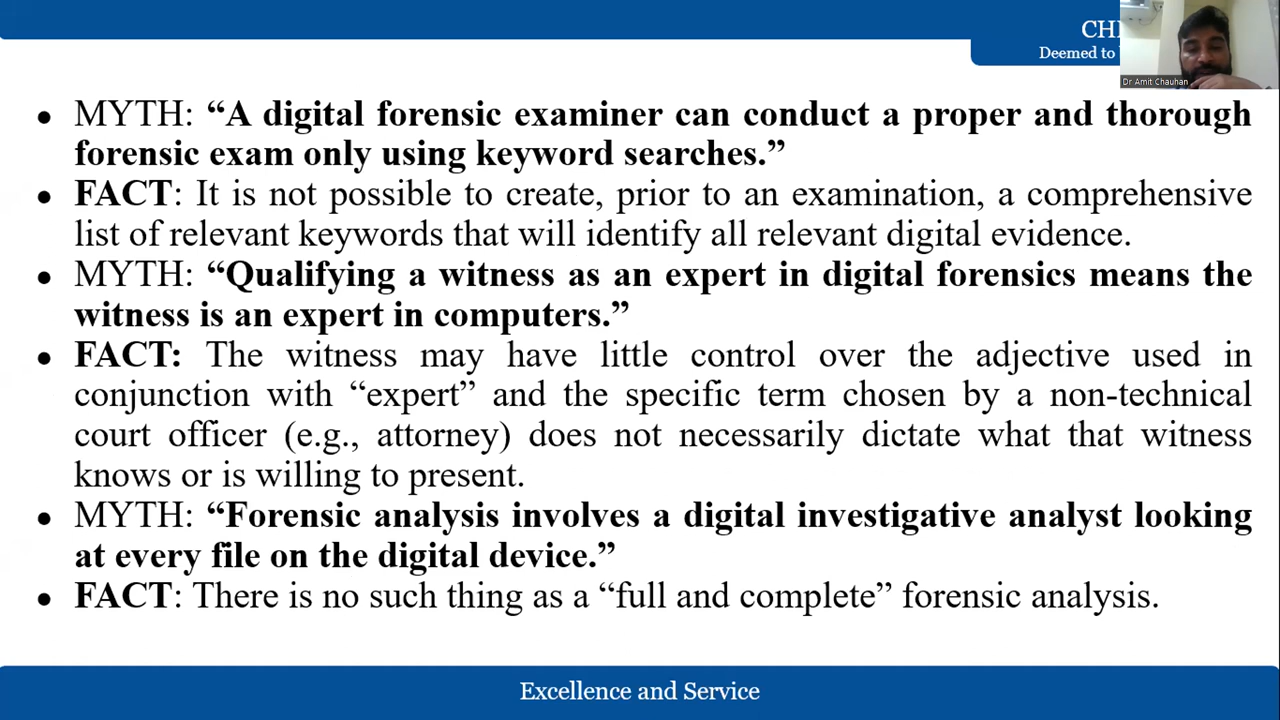 CH
Deemed to
Dr Amit Chauhan
● MYTH: “A digital forensic examiner can conduct a proper and thorough
forensic exam only using keyword searches.”
● FACT: It is not possible to create, prior to an examination, a comprehensive
list of relevant keywords that will identify all relevant digital evidence.
● MYTH: “Qualifying a witness as an expert in digital forensics means the
witness is an expert in computers.”
● FACT: The witness may have little control over the adjective used in
conjunction with “expert” and the specific term chosen by a non-technical
court officer (e.g., attorney) does not necessarily dictate what that witness
knows or is willing to present.
● MYTH: “Forensic analysis involves a digital investigative analyst looking
at every file on the digital device.”
● FACT: There is no such thing as a “full and complete” forensic analysis.
Excellence and Service